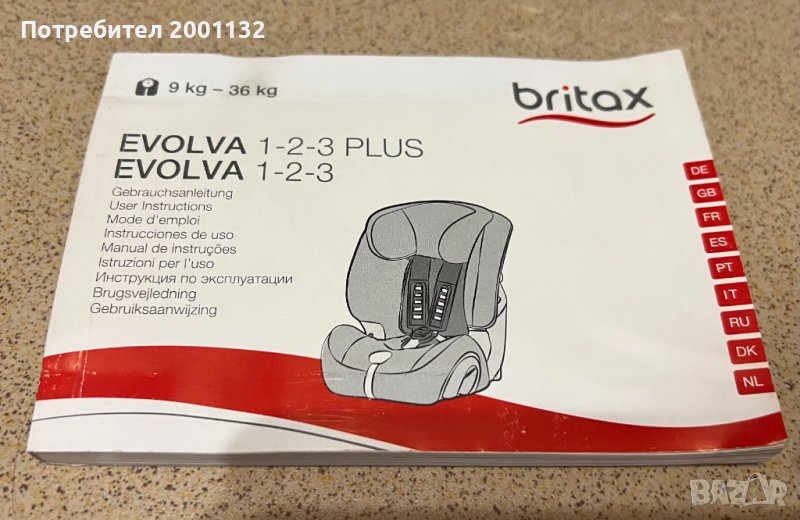 Потребител 2001132
9 kg – 36 kg
britax
EVOLVA 1-2-3 PLUS
EVOLVA 1-2-3
Gebrauchsanleitung
User Instructions
Mode d'emploi
Instrucciones de uso
Manual de instruções
Istruzioni per l'uso
Инструкция по эксплуатации
Brugsvejledning
Gebruiksaanwijzing
DE
GB
FR
ES
PT
IT
RU
DK
NL
BAZAR